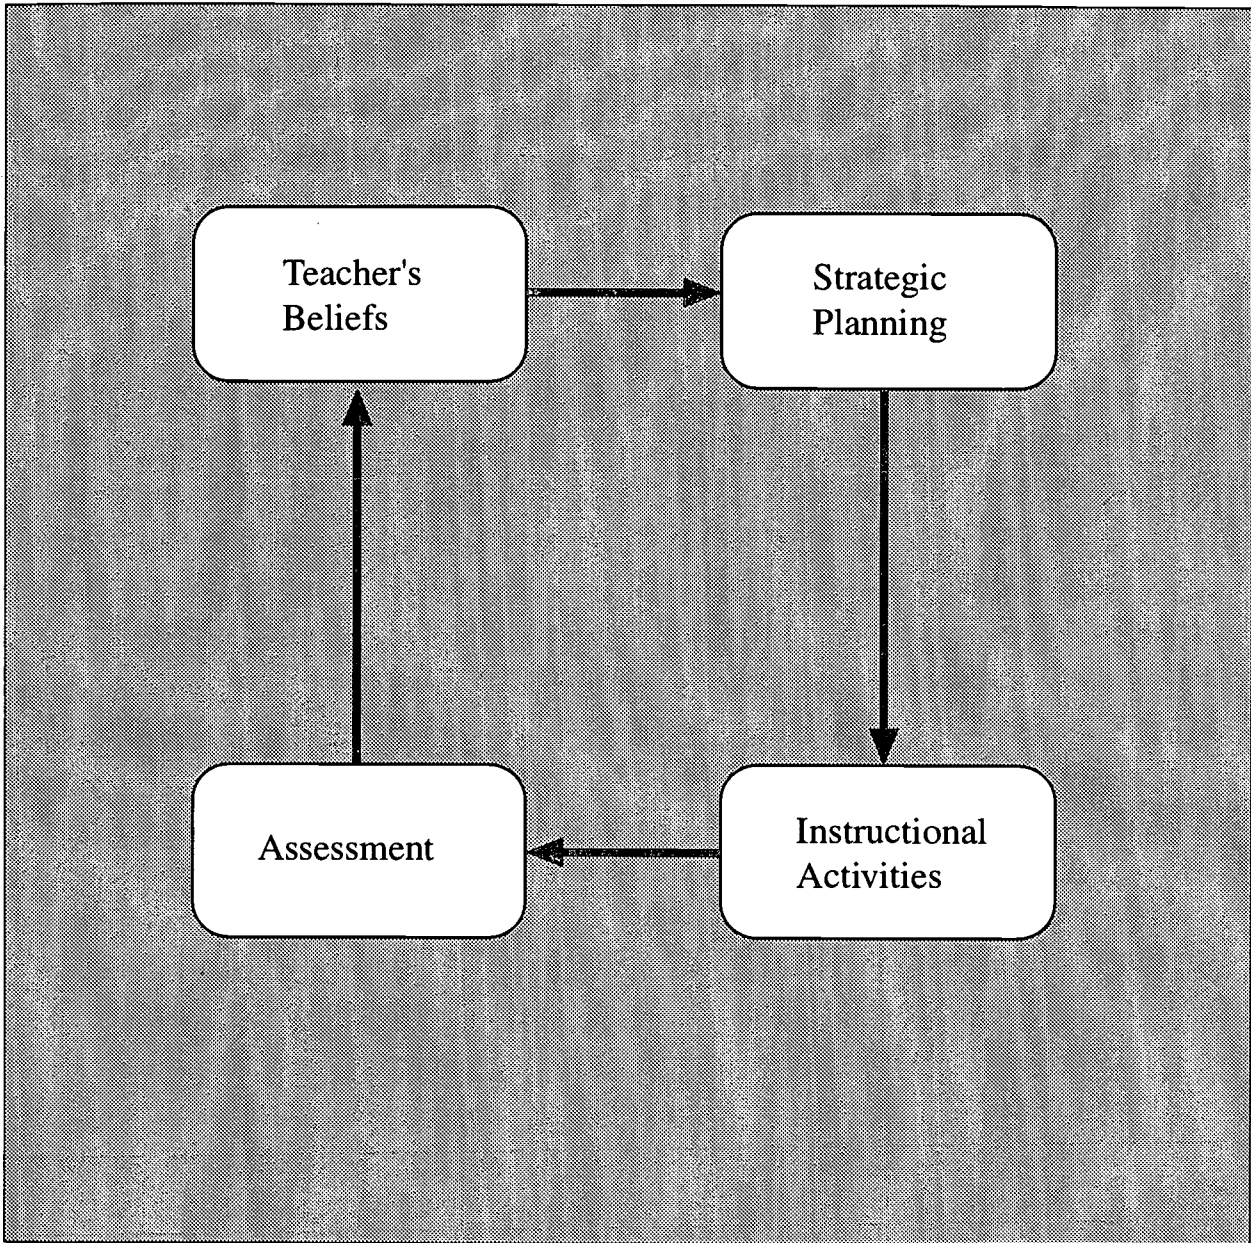 Teacher's
Beliefs
Strategic
Planning
Assessment
Instructional
Activities